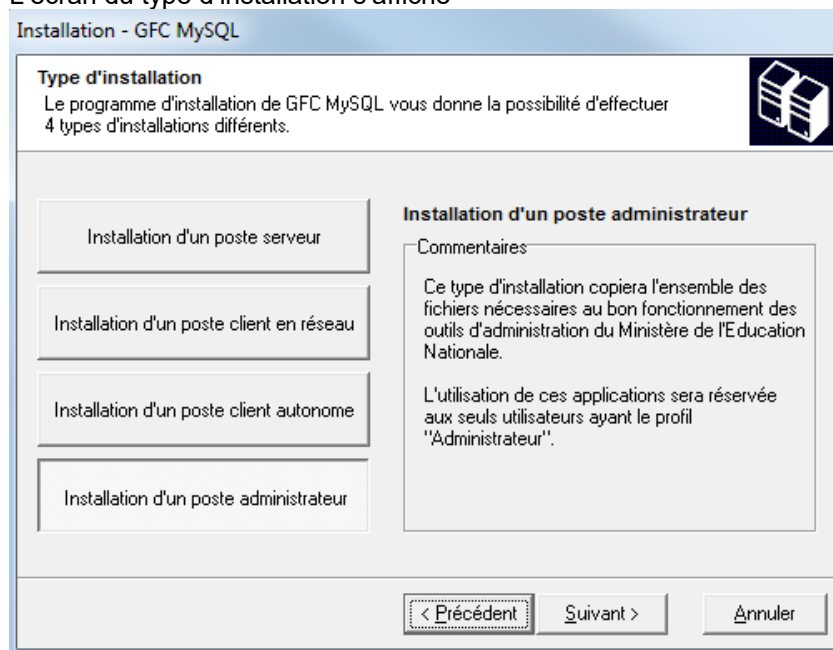 L'écran du type d'installation s'affiche
Installation - GFC MySQL
Type d'installation
Le programme d'installation de GFC MySQL vous donne la possibilité d'effectuer
4 types d'installations différents.
Installation d'un poste serveur
Installation d'un poste client en réseau
Installation d'un poste client autonome
Installation d'un poste administrateur
Installation d'un poste administrateur
Commentaires
Ce type d'installation copiera l'ensemble des
fichiers nécessaires au bon fonctionnement des
outils d'administration du Ministère de l'Education
Nationale.
L'utilisation de ces applications sera réservée
aux seuls utilisateurs ayant le profil
"Administrateur".
< Précédent
Suivant >
Annuler